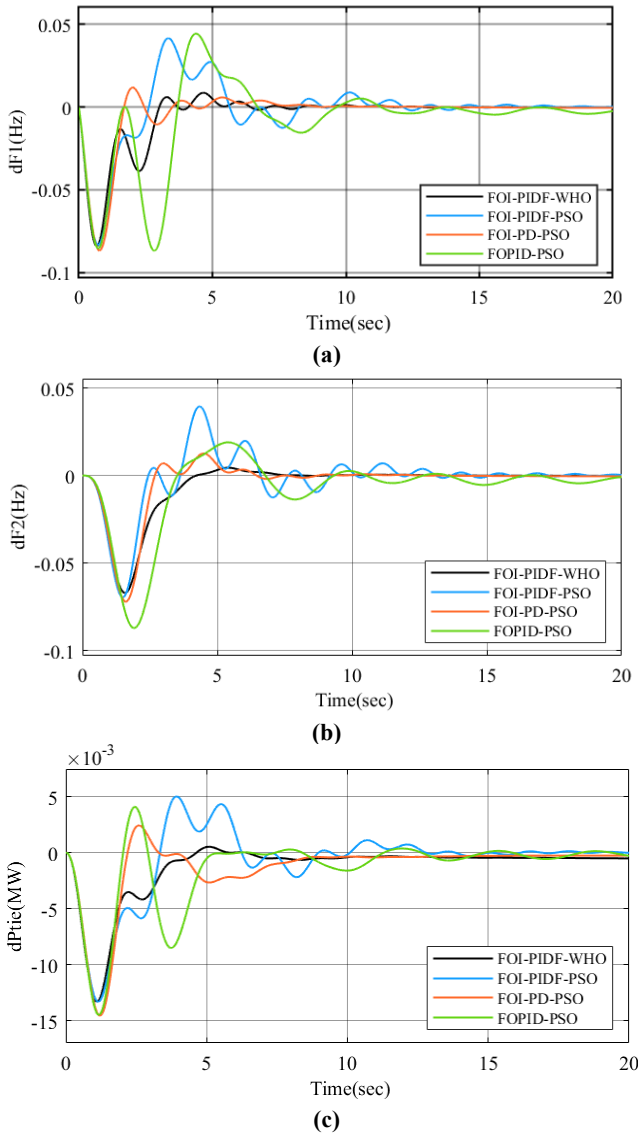 0.05
0
-0.05
-0.1
dF1(Hz)
FOI-PIDF-WHO
FOI-PIDF-PSO
FOI-PD-PSO
FOPID-PSO
0 5 10 15 20
Time(sec)
(a)
0.05
0
-0.05
-0.1
dF2(Hz)
FOI-PIDF-WHO
FOI-PIDF-PSO
FOI-PD-PSO
FOPID-PSO
0 5 10 15 20
Time(sec)
(b)
×10⁻³
5
0
-5
-10
-15
dPtie(MW)
FOI-PIDF-WHO
FOI-PIDF-PSO
FOI-PD-PSO
FOPID-PSO
0 5 10 15 20
Time(sec)
(c)